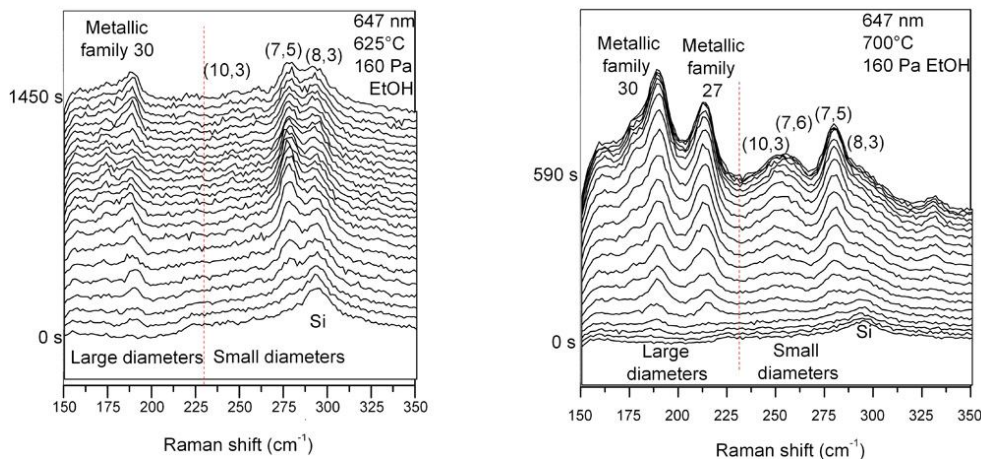 Metallic
family 30
(10,3)
(7,5)
(8,3)
647 nm
625°C
160 Pa
EtOH
1450 s
0 s
Si
Large diameters
Small diameters
150 175 200 225 250 275 300 325 350
Raman shift (cm⁻¹)
Metallic
family
30
Metallic
family
27
(10,3)
(7,6)
(7,5)
(8,3)
647 nm
700°C
160 Pa EtOH
590 s
0 s
Si
Large
diameters
Small
diameters
150 175 200 225 250 275 300 325 350
Raman shift (cm⁻¹)